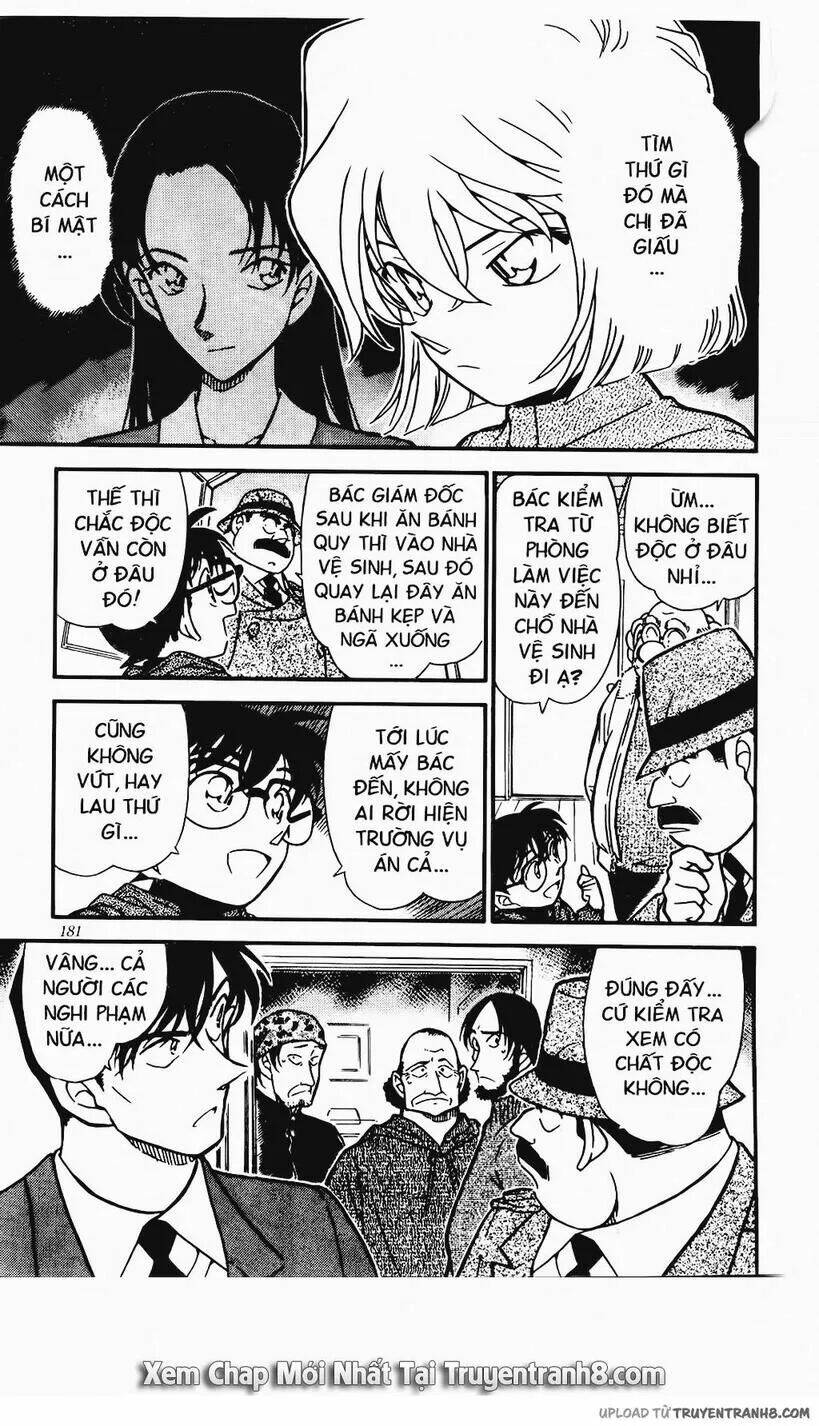 TÌM
THỨ GÌ
ĐÓ MÀ
CHỊ ĐÃ
GIẤU
...
MỘT
CÁCH
BÍ MẬT
...
ỪM...
KHÔNG BIẾT
ĐỘC Ở ĐÂU
NHỈ...
BÁC KIỂM
TRA TỪ
PHÒNG
LÀM VIỆC
NÀY ĐẾN
CHỖ NHÀ
VỆ SINH
ĐI Ạ?
BÁC GIÁM ĐỐC
SAU KHI ĂN BÁNH
QUY THÌ VÀO NHÀ
VỆ SINH, SAU ĐÓ
QUAY LẠI ĐÂY ĂN
BÁNH KẸP VÀ
NGÃ XUỐNG
...
THẾ THÌ
CHẮC ĐỘC
VẪN CÒN
Ở ĐÂU
ĐÓ!
TỚI LÚC
MẤY BÁC
ĐẾN, KHÔNG
AI RỜI HIỆN
TRƯỜNG VỤ
ÁN CẢ...
CŨNG
KHÔNG
VỨT, HAY
LAU THỨ
GÌ...
181
ĐÚNG ĐẤY...
CỨ KIỂM TRA
XEM CÓ
CHẤT ĐỘC
KHÔNG...
VÂNG... CẢ
NGƯỜI CÁC
NGHI PHẠM
NỮA...
Xem Chap Mới Nhất Tại Truyentranh8.com
UPLOAD TỪ TRUYENTRANH8.COM